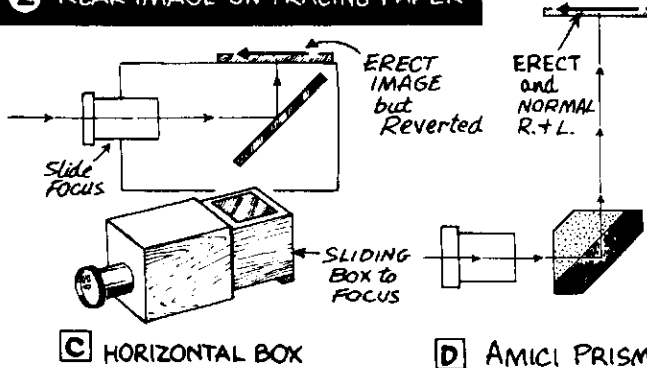 2 REAR IMAGE ON TRACING PAPER
ERECT
IMAGE
but
Reverted
Slide
FOCUS
SLIDING
BOX to
FOCUS
C HORIZONTAL BOX
ERECT
and
NORMAL
R.+L.
D AMICI PRISM